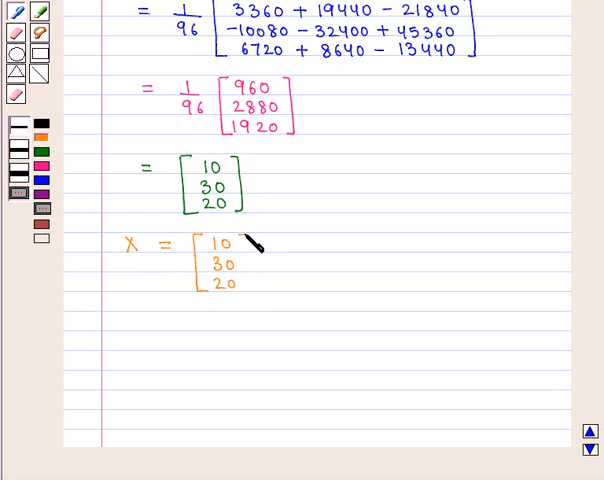 = 1/96 [ 3360 + 19440 - 21840
-10080 - 32400 + 45360
6720 + 8640 - 13440 ]
= 1/96 [ 960
2880
1920 ]
= [ 10
30
20 ]
X = [ 10
30
20